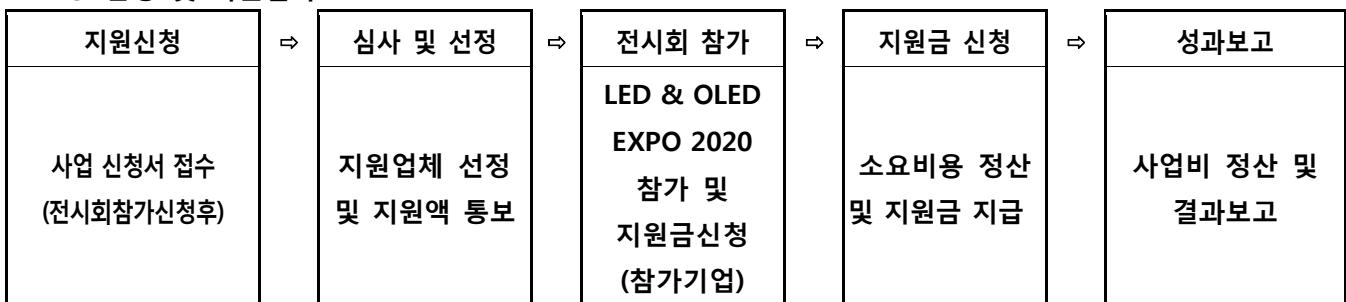 지원신청 ⇨ 심사 및 선정 ⇨ 전시회 참가 ⇨ 지원금 신청 ⇨ 성과보고
사업 신청서 접수
(전시회참가신청후)
지원업체 선정
및 지원액 통보
LED & OLED
EXPO 2020
참가 및
지원금신청
(참가기업)
소요비용 정산
및 지원금 지급
사업비 정산 및
결과보고